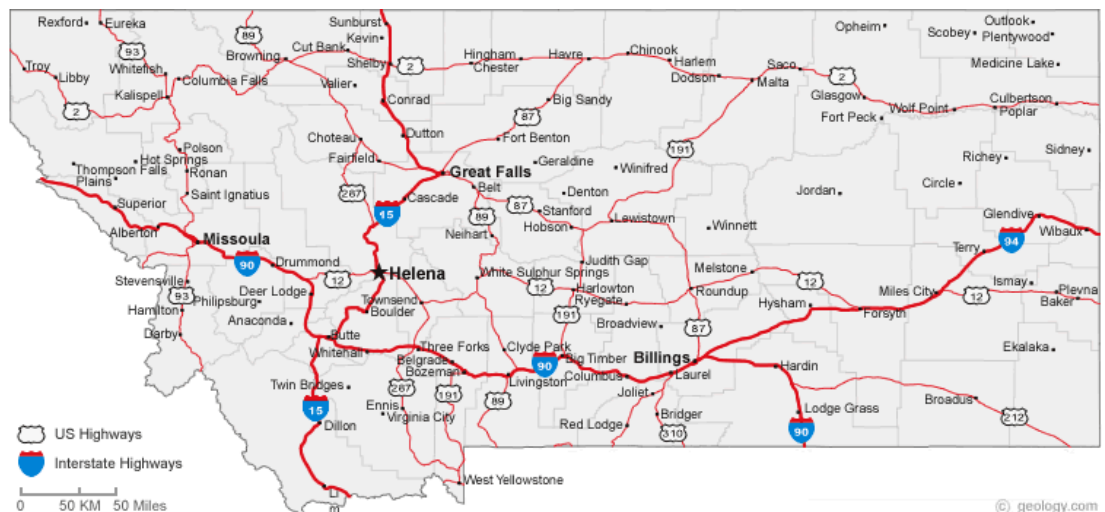 Rexford
Eureka
Sunburst
Opheim
Outlook
Scobey
Plentywood
93
89
Kevin
Cut Bank
Browning
Hingham
Havre
Chinook
Troy
Libby
Whitefish
Columbia Falls
Shelby
2
Chester
Harlem
Dodson
Saco
Malta
2
Medicine Lake
Kalispell
Valier
Conrad
Big Sandy
Glasgow
Wolf Point
Culbertson
Poplar
2
87
Fort Peck
Choteau
Dutton
Fort Benton
Polson
Hot Springs
Ronan
Thompson Falls
Plains
Fairfield
Great Falls
Geraldine
Winifred
191
Richey
Sidney
Saint Ignatius
287
Belt
Denton
Jordan
Circle
Superior
Cascade
15
89
87
Stanford
Lewistown
Winnett
Glendive
Alberton
Missoula
Neihart
Hobson
Wibaux
94
Terry
90
Drummond
12
Helena
White Sulphur Springs
Judith Gap
Melstone
12
Stevensville
93
Philipsburg
Deer Lodge
Townsend
Boulder
12
Harlowton
Ryegate
Roundup
Hysham
Miles City
12
Ismay
Plevna
Baker
Hamilton
Anaconda
191
Broadview
87
Forsyth
Darby
Butte
Whitehall
Three Forks
Belgrade
Bozeman
Clyde Park
90
Big Timber
Billings
Ekalaka
Twin Bridges
287
191
Livingston
89
Columbus
Laurel
Hardin
15
Ennis
Virginia City
Joliet
Broadus
212
Dillon
Red Lodge
Bridger
310
Lodge Grass
90
US Highways
Interstate Highways
West Yellowstone
0 50 KM 50 Miles
© geology.com